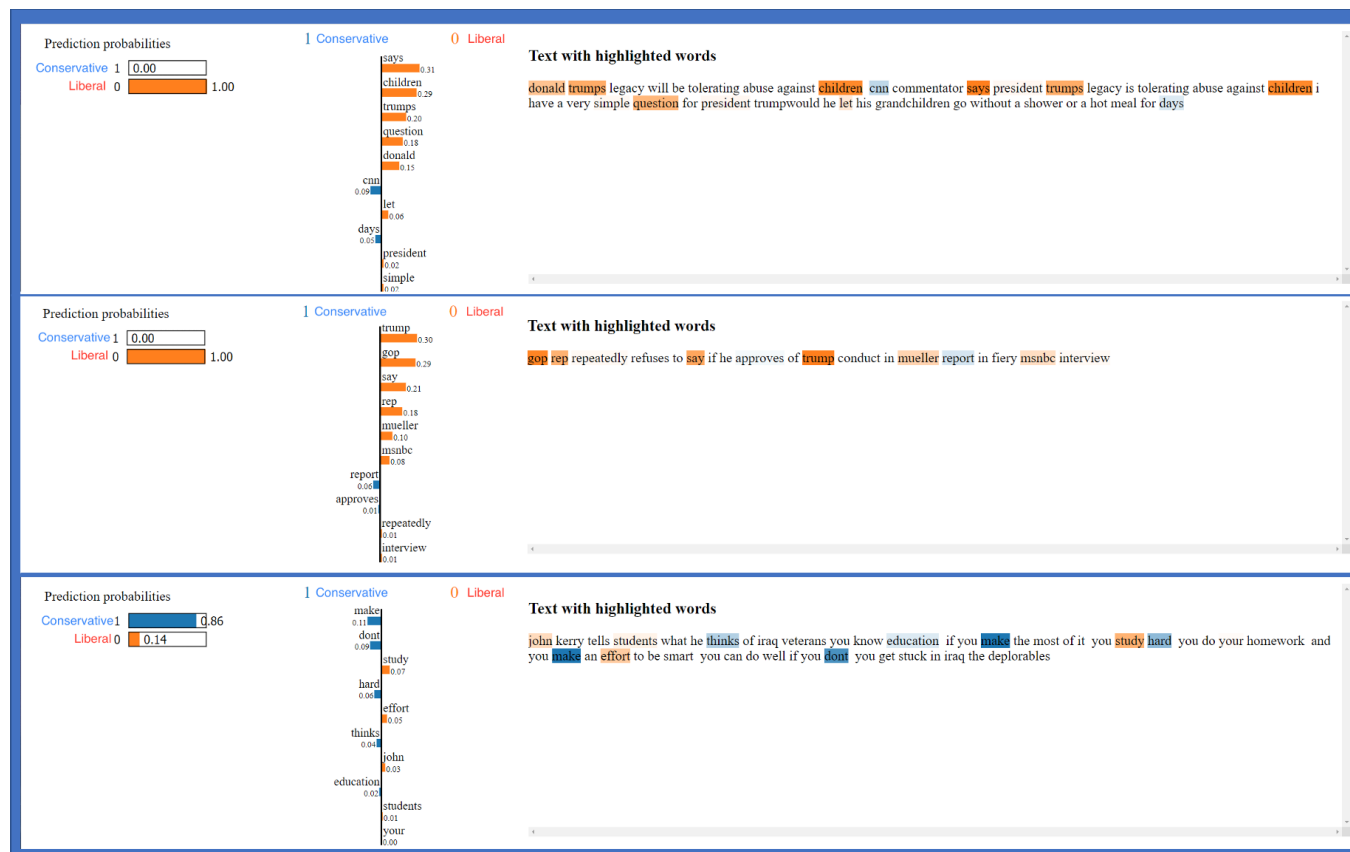 Prediction probabilities
Conservative 1 0.00
Liberal 0 1.00
1 Conservative 0 Liberal
says
0.31
children
0.29
trumps
0.20
question
0.18
donald
0.15
cnn
0.09
let
0.06
days
0.05
president
0.02
simple
0.02
Text with highlighted words
donald trumps legacy will be tolerating abuse against children cnn commentator says president trumps legacy is tolerating abuse against children i
have a very simple question for president trumpwould he let his grandchildren go without a shower or a hot meal for days
Prediction probabilities
Conservative 1 0.00
Liberal 0 1.00
1 Conservative 0 Liberal
trump
0.30
gop
0.29
say
0.21
rep
0.18
mueller
0.10
msnbc
0.08
report
0.06
approves
0.01
repeatedly
0.01
interview
0.01
Text with highlighted words
gop rep repeatedly refuses to say if he approves of trump conduct in mueller report in fiery msnbc interview
Prediction probabilities
Conservative1 0.86
Liberal 0 0.14
1 Conservative 0 Liberal
make
0.11
dont
0.09
study
0.07
hard
0.06
effort
0.05
thinks
0.04
john
0.03
education
0.02
students
0.01
your
0.00
Text with highlighted words
john kerry tells students what he thinks of iraq veterans you know education if you make the most of it you study hard you do your homework and
you make an effort to be smart you can do well if you dont you get stuck in iraq the deplorables